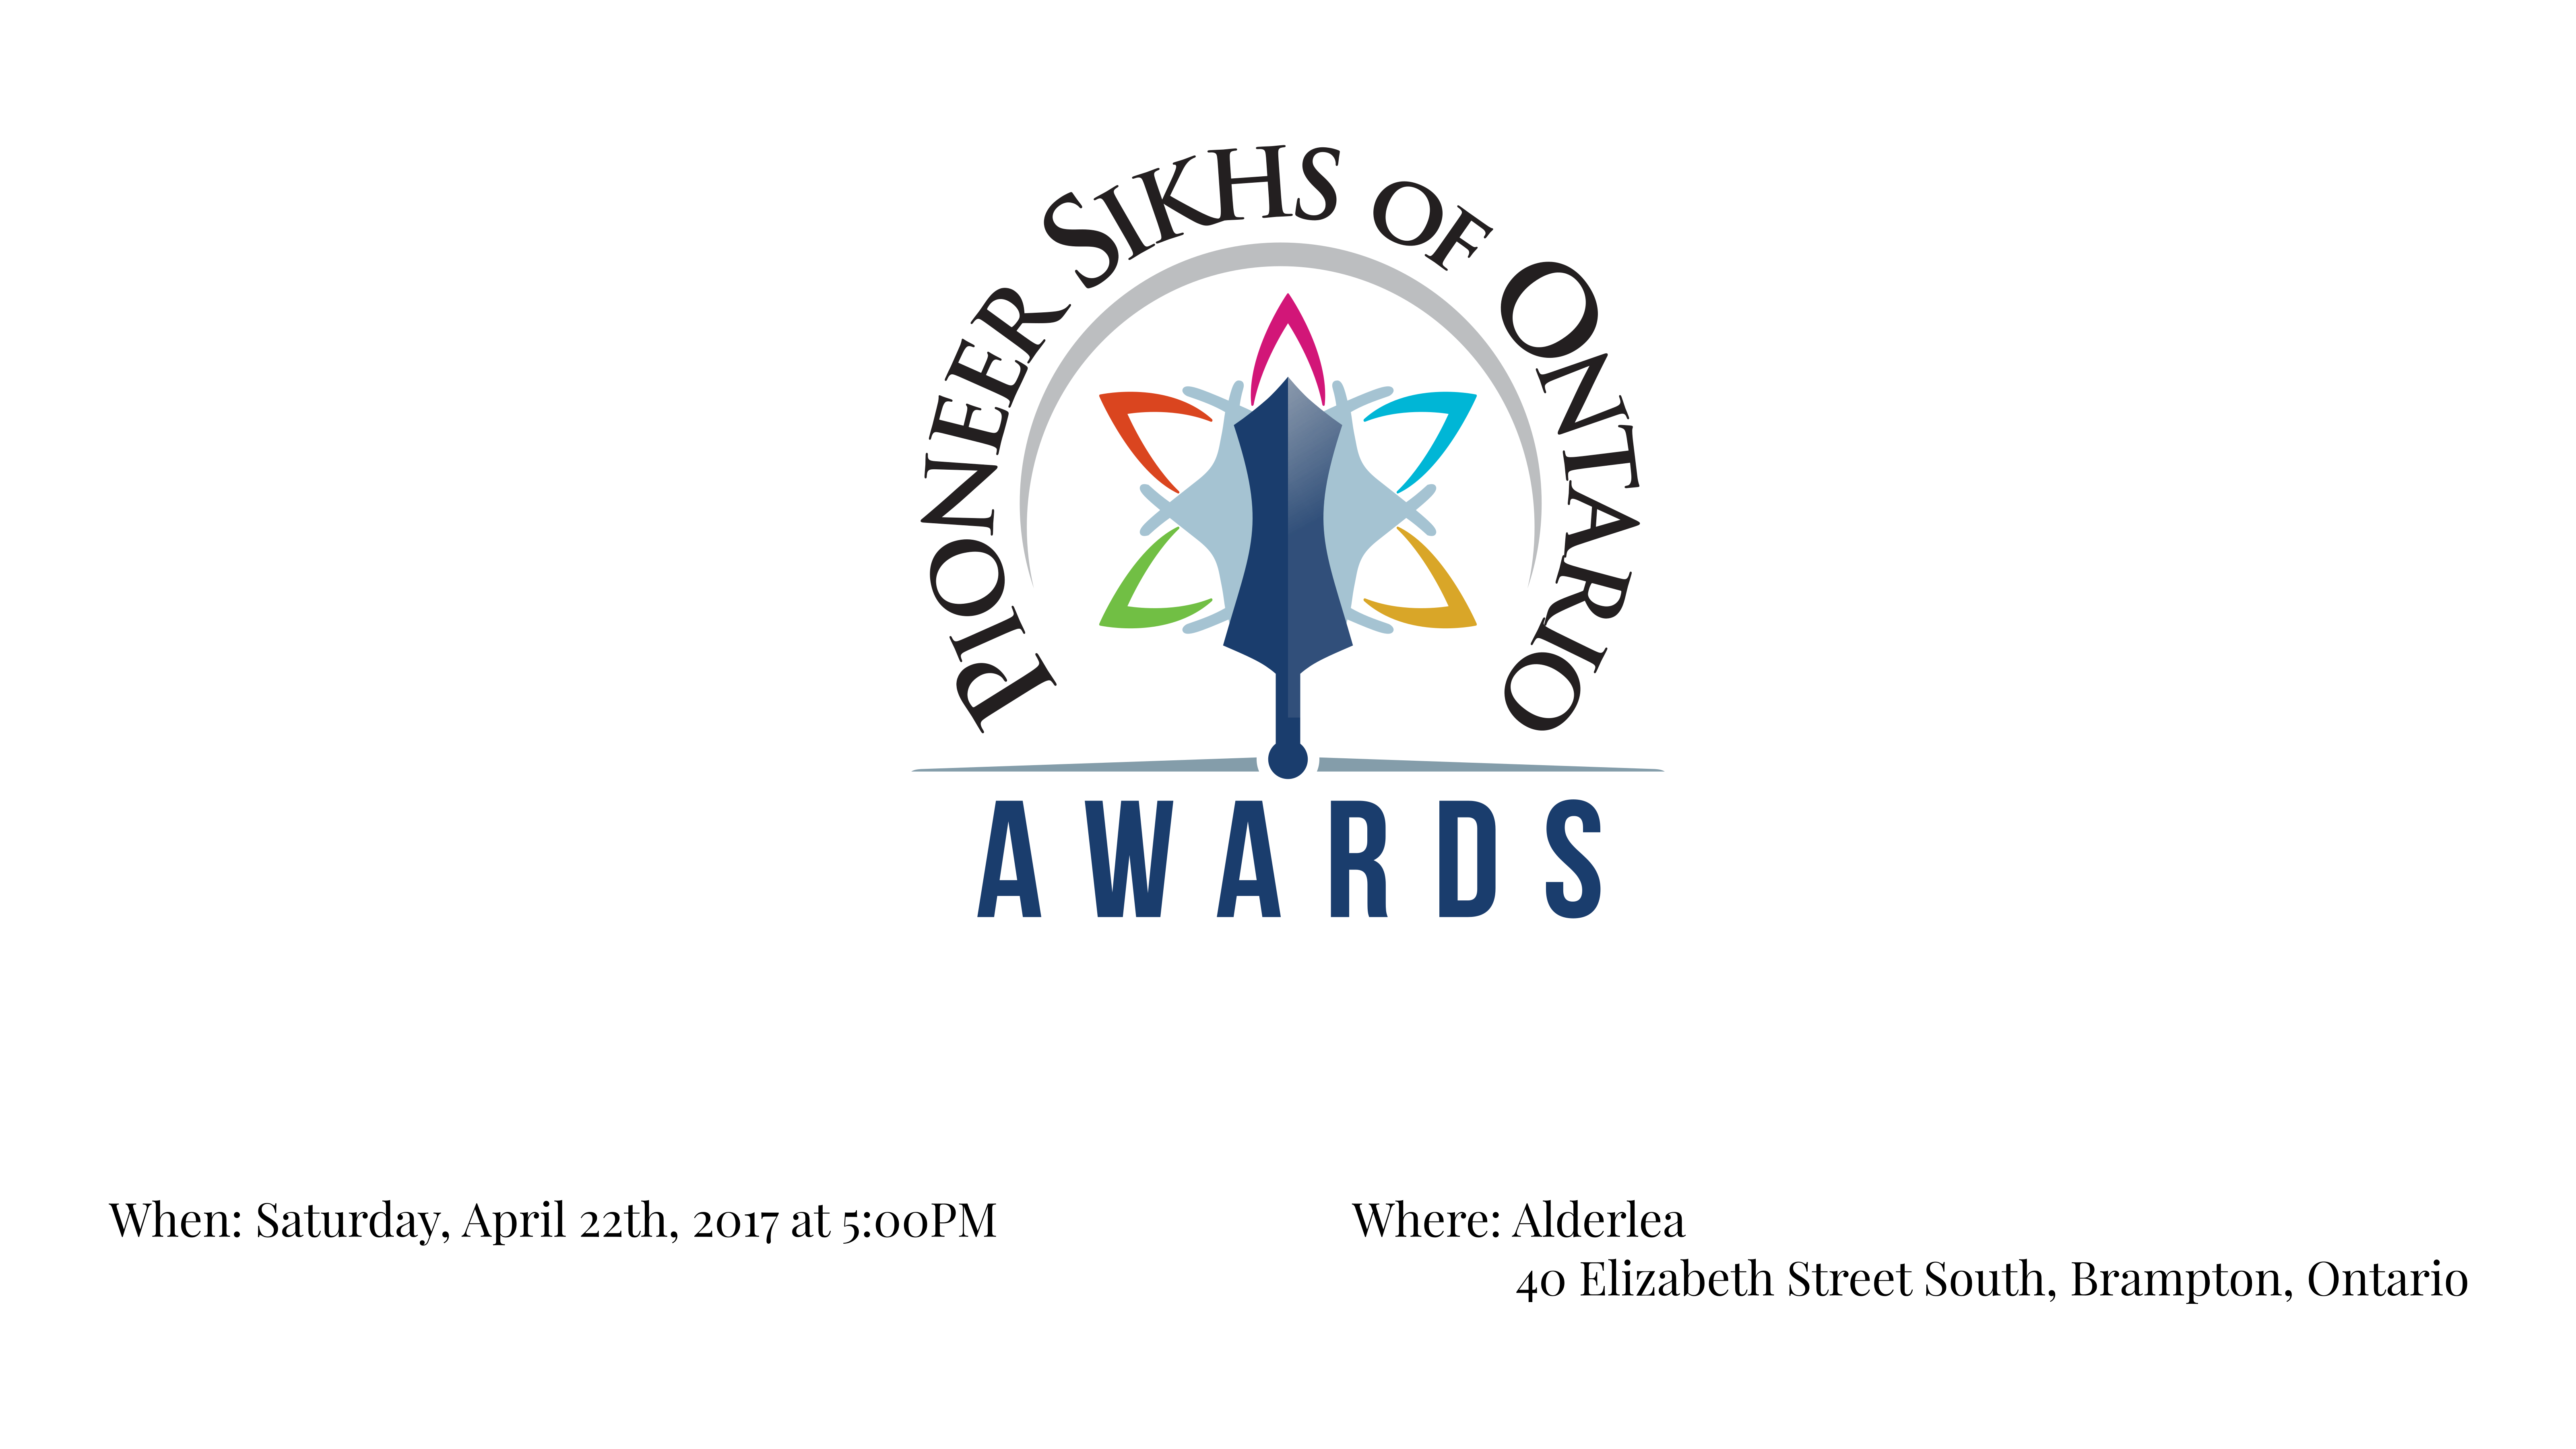 PIONEER SIKHS OF ONTARIO
AWARDS
When: Saturday, April 22th, 2017 at 5:00PM
Where: Alderlea
40 Elizabeth Street South, Brampton, Ontario